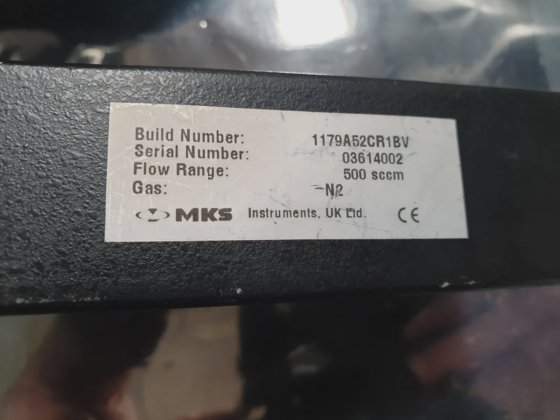 Build Number: 1179A52CR1BV
Serial Number: 03614002
Flow Range: 500 sccm
Gas: N2
MKS Instruments, UK Ltd. CE